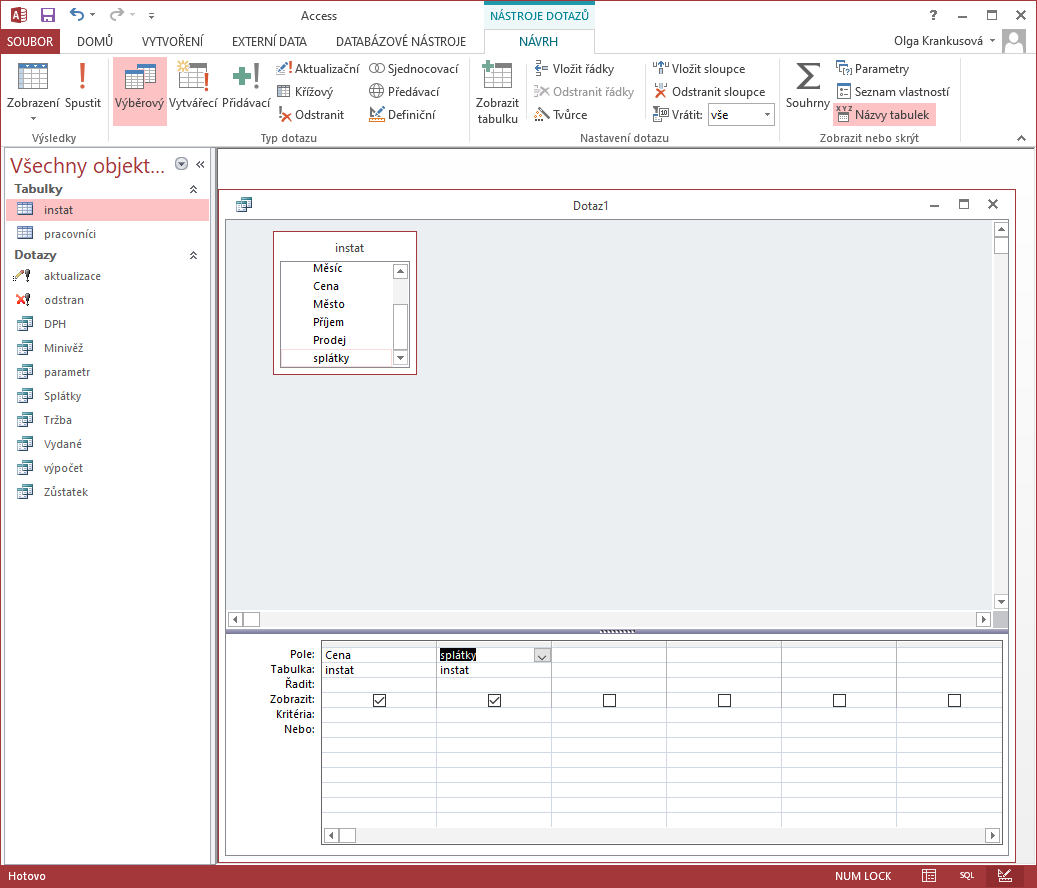 Access
NÁSTROJE DOTAZŮ
?
SOUBOR DOMŮ VYTVOŘENÍ EXTERNÍ DATA DATABÁZOVÉ NÁSTROJE NÁVRH Olga Krankusová
Zobrazení Spustit
Výsledky
Výběrový Vytvářecí Přidávací
Aktualizační Sjednocovací
Křížový Předávací
Odstranit Definiční
Typ dotazu
Zobrazit tabulku
Vložit řádky Vložit sloupce
Odstranit řádky Odstranit sloupce
Tvůrce Vrátit: vše
Nastavení dotazu
Souhrny
Parametry
Seznam vlastností
XYZ Názvy tabulek
Zobrazit nebo skrýt
Všechny objekt...
Tabulky
instat
pracovníci
Dotazy
aktualizace
odstran
DPH
Minivěž
parametr
Splátky
Tržba
Vydané
výpočet
Zůstatek
Dotaz1
instat
Měsíc
Cena
Město
Příjem
Prodej
splátky
Pole: Cena splátky
Tabulka: instat instat
Řadit:
Zobrazit:
Kritéria:
Nebo:
Hotovo NUM LOCK SQL